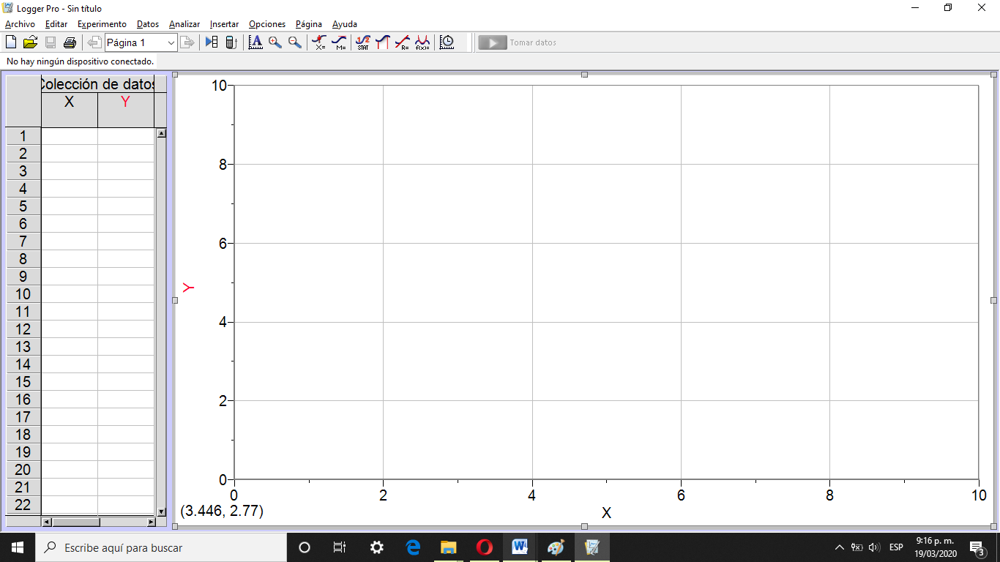 Logger Pro - Sin título
Archivo Editar Experimento Datos Analizar Insertar Opciones Página Ayuda
Página 1
X= M= STAT R= f(x)= Tomar datos
No hay ningún dispositivo conectado.
Colección de datos
X Y
1
2
3
4
5
6
7
8
9
10
11
12
13
14
15
16
17
18
19
20
21
22
10
8
6
4
2
0
Y
0 2 4 6 8 10
(3.446, 2.77)
X
Escribe aquí para buscar
ESP
9:16 p. m.
19/03/2020
3